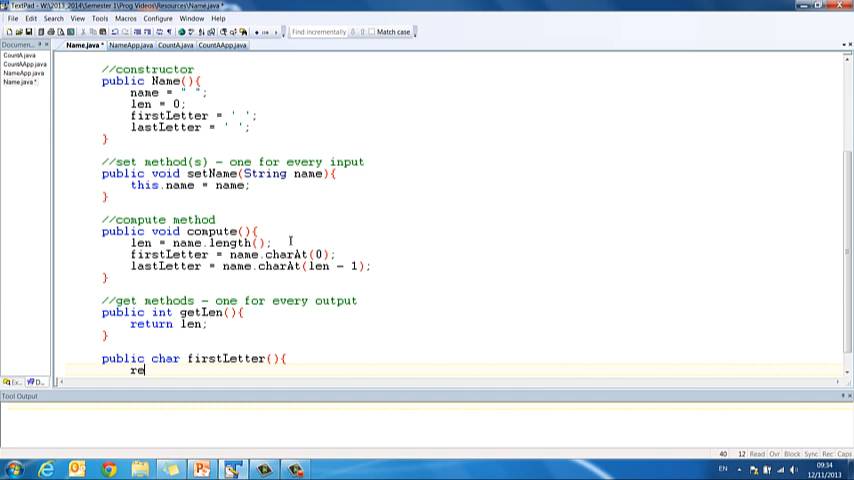 TextPad - W:\2013_2014\Semester 1\Prog Videos\Resources\Name.java *
File Edit Search View Tools Macros Configure Window Help
Find incrementally Match case
Documen...
Name.java * NameApp.java CountA.java CountAApp.java
CountA.java
CountAApp.java
NameApp.java
Name.java *
//constructor
public Name(){
name = " ";
len = 0;
firstLetter = ' ';
lastLetter = ' ';
}
//set method(s) - one for every input
public void setName(String name){
this.name = name;
}
//compute method
public void compute(){
len = name.length();
firstLetter = name.charAt(0);
lastLetter = name.charAt(len - 1);
}
//get methods - one for every output
public int getLen(){
return len;
}
public char firstLetter(){
re
Ex... D...
Tool Output
40 12 Read Ovr Block Sync Rec Caps
EN 09:34
12/11/2013